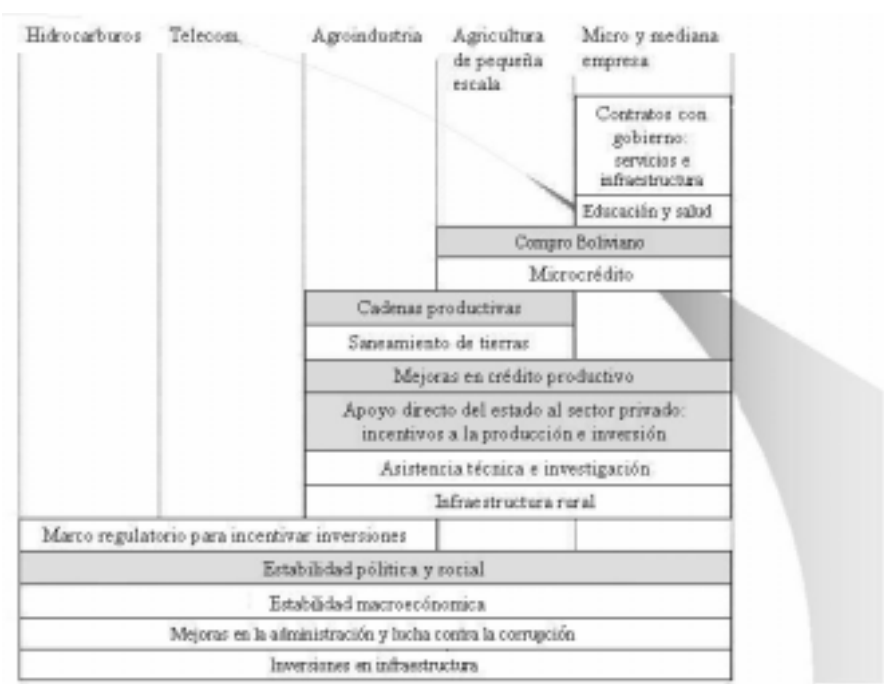 Hidrocarburos
Telecom.
Agroindustria
Agricultura
de pequeña
escala
Micro y mediana
empresa
Contratos con
gobierno:
servicios e
infraestructura
Educación y salud
Compro Boliviano
Microcrédito
Cadenas productivas
Saneamiento de tierras
Mejoras en crédito productivo
Apoyo directo del estado al sector privado:
incentivos a la producción e inversión
Asistencia técnica e investigación
Infraestructura rural
Marco regulatorio para incentivar inversiones
Estabilidad pólitica y social
Estabilidad macroecónomica
Mejoras en la administración y lucha contra la corrupción
Inversiones en infraestructura